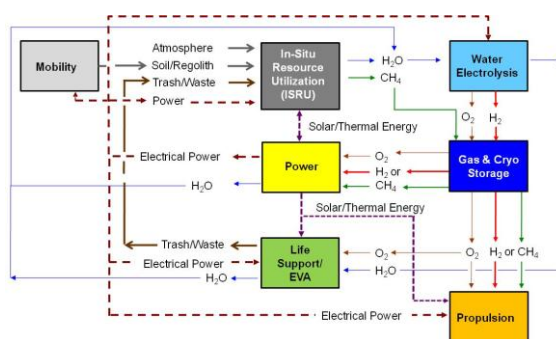 Mobility
Atmosphere
Soil/Regolith
Trash/Waste
Power
In-Situ
Resource
Utilization
(ISRU)
H₂O
CH₄
Water
Electrolysis
O₂ H₂
Solar/Thermal Energy
Electrical Power
H₂O
Power
O₂
H₂ or
CH₄
Gas & Cryo
Storage
Solar/Thermal Energy
Trash/Waste
Electrical Power
H₂O
Life
Support/
EVA
O₂
H₂O
O₂ H₂ or CH₄
Electrical Power
Propulsion